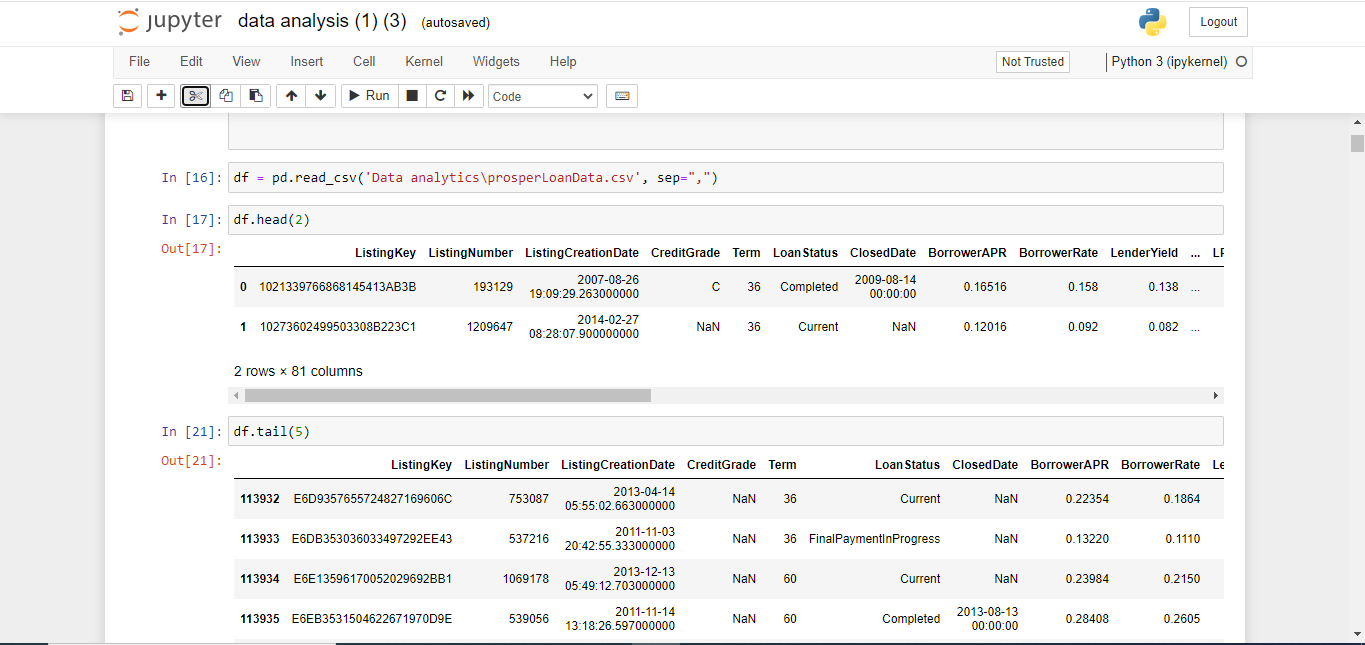 jupyter data analysis (1) (3) (autosaved) Logout
File Edit View Insert Cell Kernel Widgets Help Not Trusted Python 3 (ipykernel)
Run Code
In [16]: df = pd.read_csv('Data analytics\prosperLoanData.csv', sep=",")
In [17]: df.head(2)
Out[17]:
ListingKey ListingNumber ListingCreationDate CreditGrade Term LoanStatus ClosedDate BorrowerAPR BorrowerRate LenderYield ... LP
0 1021339766868145413AB3B 193129 2007-08-26 19:09:29.263000000 C 36 Completed 2009-08-14 00:00:00 0.16516 0.158 0.138 ...
1 10273602499503308B223C1 1209647 2014-02-27 08:28:07.900000000 NaN 36 Current NaN 0.12016 0.092 0.082 ...
2 rows × 81 columns
In [21]: df.tail(5)
Out[21]:
ListingKey ListingNumber ListingCreationDate CreditGrade Term LoanStatus ClosedDate BorrowerAPR BorrowerRate Le
113932 E6D9357655724827169606C 753087 2013-04-14 05:55:02.663000000 NaN 36 Current NaN 0.22354 0.1864
113933 E6DB353036033497292EE43 537216 2011-11-03 20:42:55.333000000 NaN 36 FinalPaymentInProgress NaN 0.13220 0.1110
113934 E6E13596170052029692BB1 1069178 2013-12-13 05:49:12.703000000 NaN 60 Current NaN 0.23984 0.2150
113935 E6EB3531504622671970D9E 539056 2011-11-14 13:18:26.597000000 NaN 60 Completed 2013-08-13 00:00:00 0.28408 0.2605